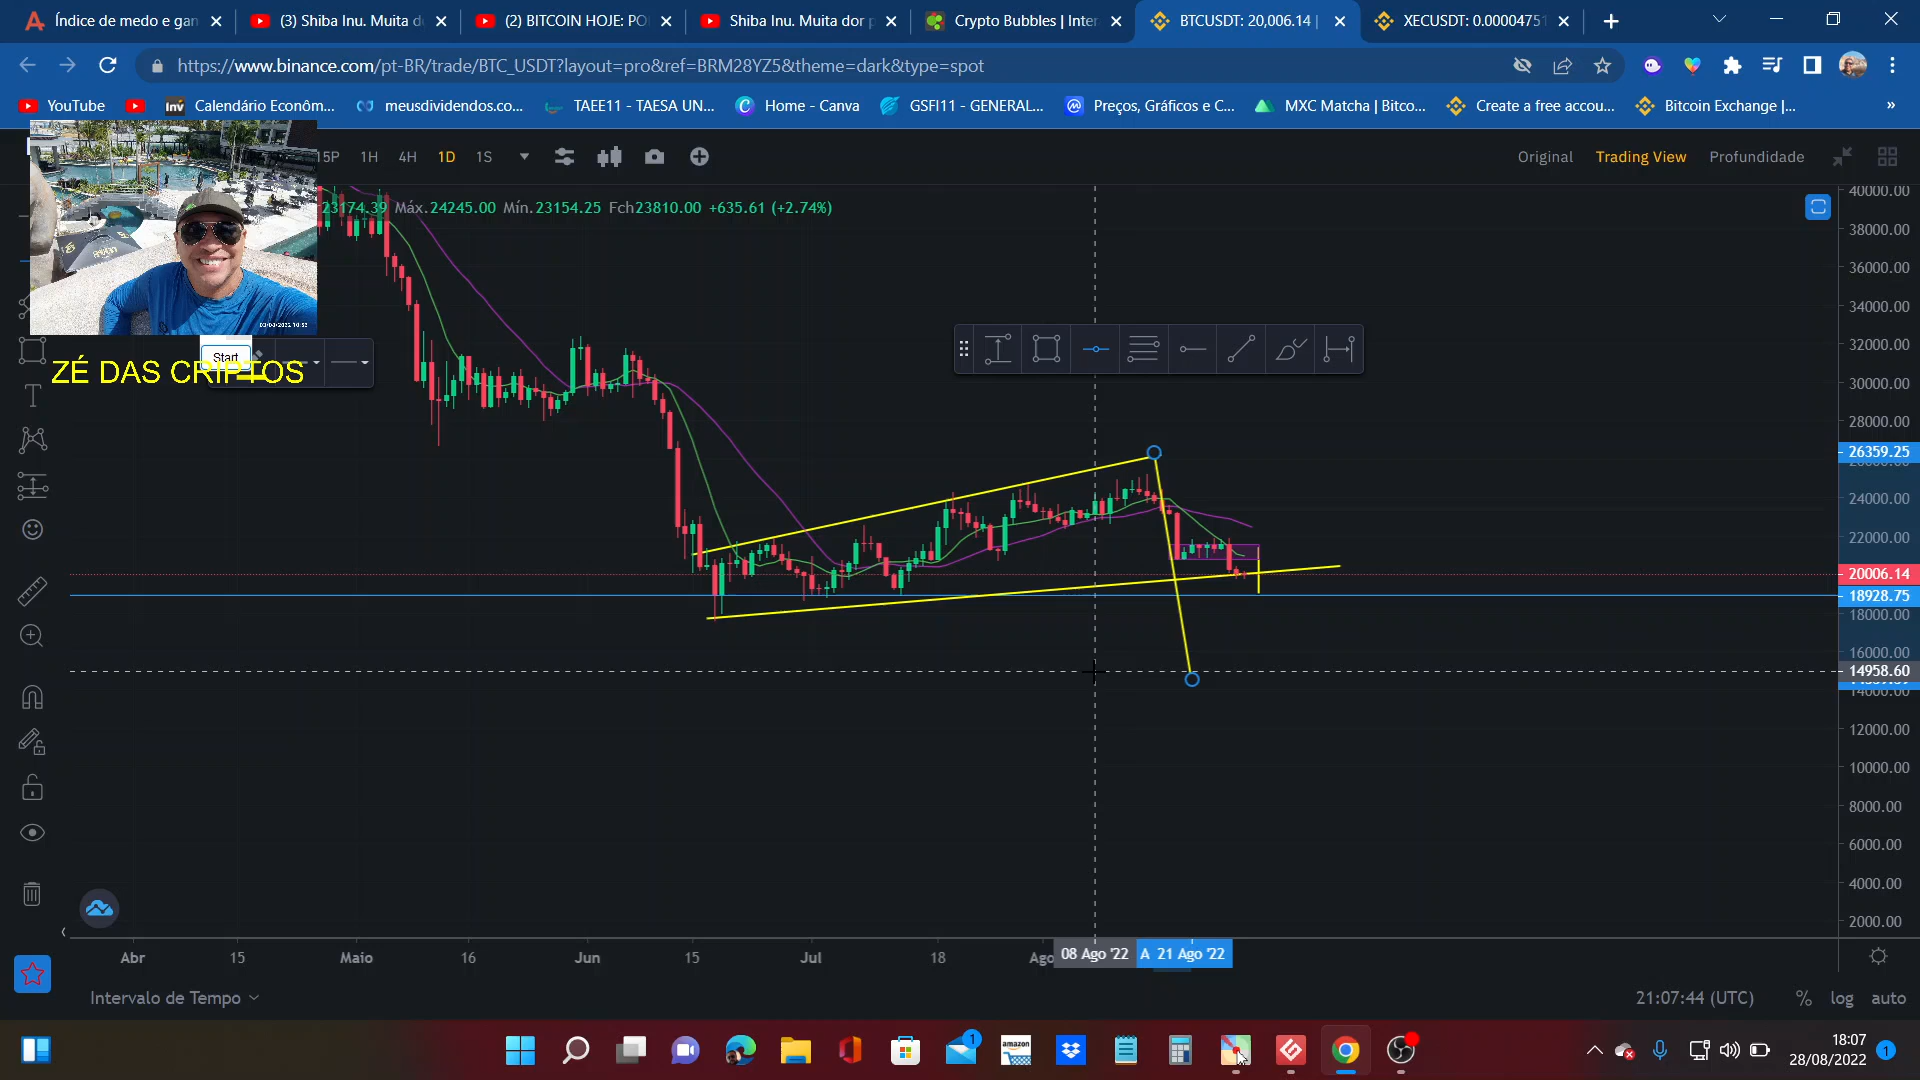 Índice de medo e gan
(3) Shiba Inu. Muita d
(2) BITCOIN HOJE: PO
Shiba Inu. Muita dor p
Crypto Bubbles | Inter
BTCUSDT: 20,006.14 |
XECUSDT: 0.00004751
https://www.binance.com/pt-BR/trade/BTC_USDT?layout=pro&ref=BRM28YZ5&theme=dark&type=spot
YouTube
inv
Calendário Econôm...
meusdividendos.co...
TAEE11 - TAESA UN...
Home - Canva
GSFI11 - GENERAL...
Preços, Gráficos e C...
MXC Matcha | Bitco...
Create a free accou...
Bitcoin Exchange |...
»
15P 1H 4H 1D 1S
Original Trading View Profundidade
23174.39 Máx.24245.00 Mín.23154.25 Fch23810.00 +635.61 (+2.74%)
Start
ZÉ DAS CRIPTOS
40000.00
38000.00
36000.00
34000.00
32000.00
30000.00
28000.00
26359.25
24000.00
22000.00
20006.14
18928.75
18000.00
16000.00
14958.60
14000.00
12000.00
10000.00
8000.00
6000.00
4000.00
2000.00
Abr 15 Maio 16 Jun 15 Jul 18 Ago 08 Ago '22 A 21 Ago '22
Intervalo de Tempo
21:07:44 (UTC) % log auto
1
amazon
18:07
28/08/2022
1